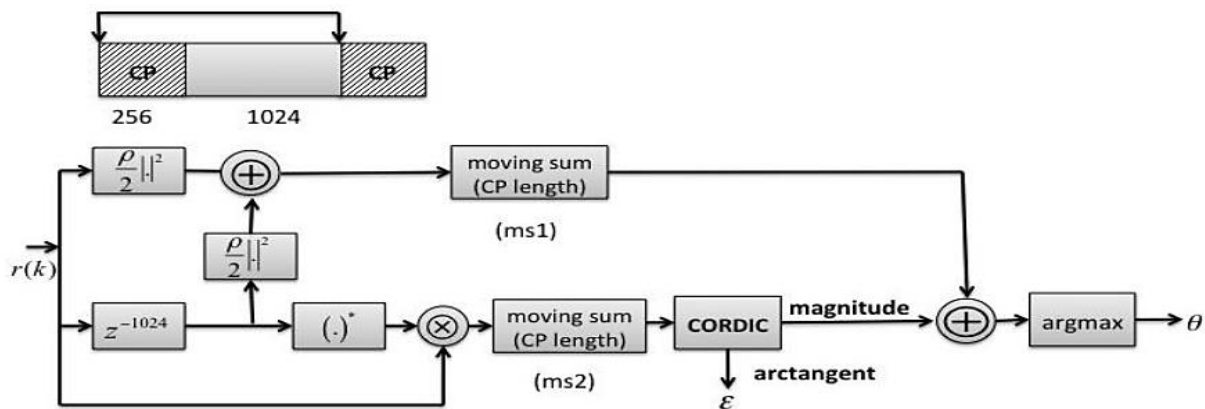 CP CP
256 1024
ρ/2 |.|²
moving sum
(CP length)
(ms1)
ρ/2 |.|²
r(k)
z⁻¹⁰²⁴
(.)*
moving sum
(CP length)
(ms2)
CORDIC
magnitude
arctangent
ε
argmax
θ